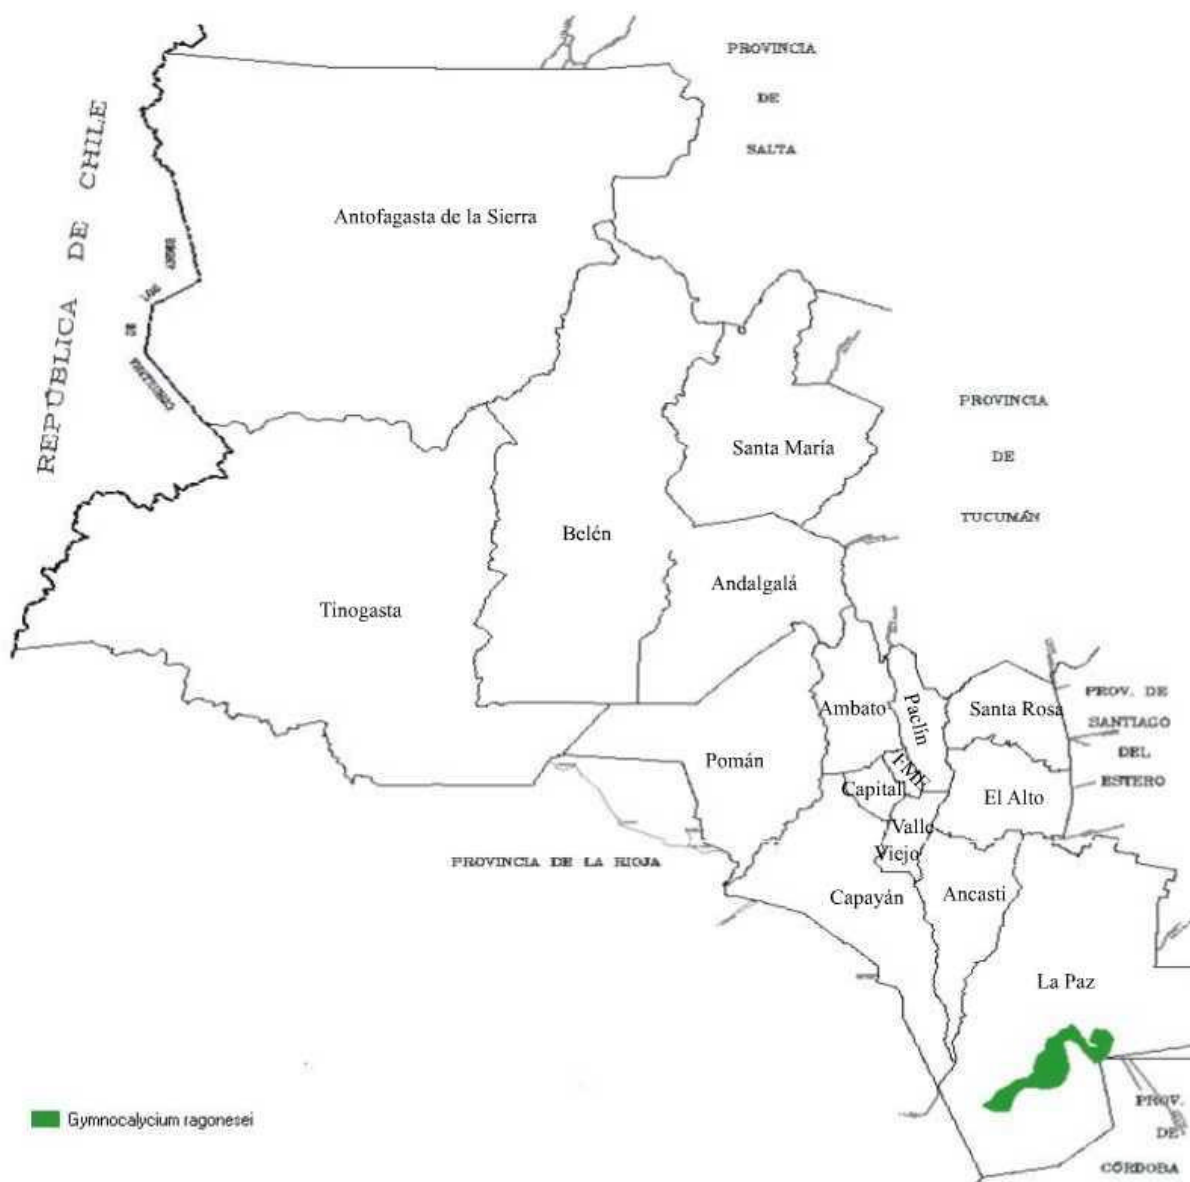 PROVINCIA
DE
SALTA
REPÚBLICA DE CHILE
Antofagasta de la Sierra
PROVINCIA
DE
TUCUMÁN
Santa María
Belén
Andalgalá
Tinogasta
Ambato
Paclín
Santa Rosa
PROV. DE
SANTIAGO
DEL
ESTERO
Pomán
FME
Capital
El Alto
Valle
Viejo
PROVINCIA DE LA RIOJA
Capayán
Ancasti
La Paz
Gymnocalycium ragonesei
PROV.
DE
CÓRDOBA